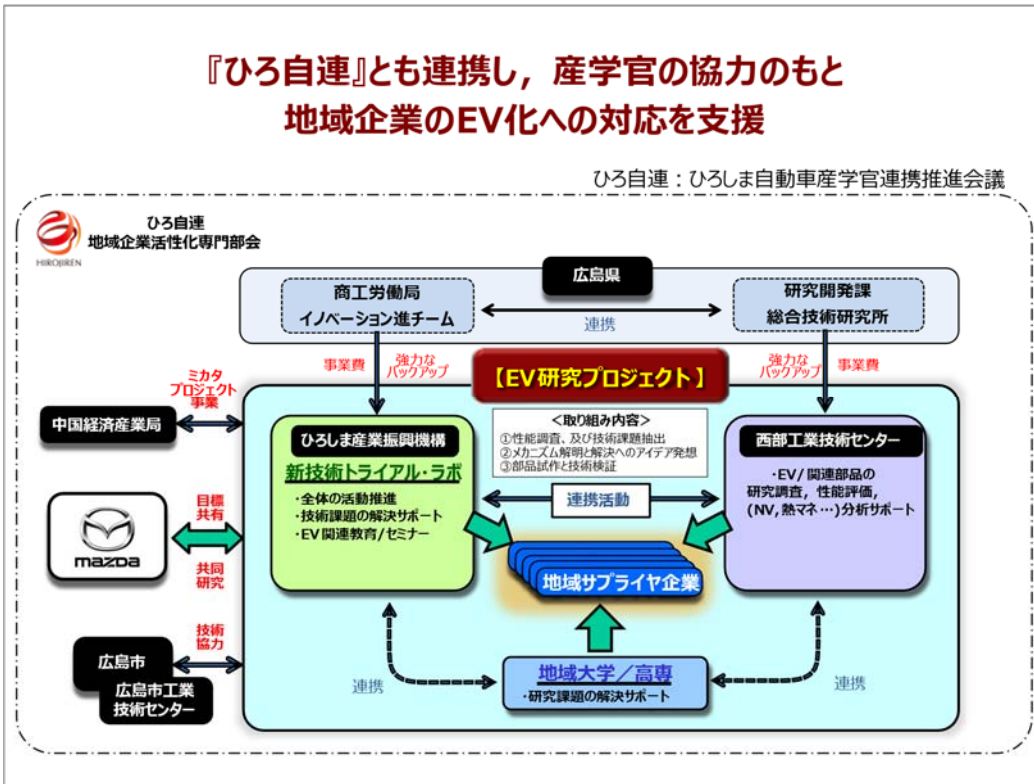 『ひろ自連』とも連携し，産学官の協力のもと
地域企業のEV化への対応を支援
ひろ自連：ひろしま自動車産学官連携推進会議
HIROJIREN
ひろ自連
地域企業活性化専門部会
広島県
商工労働局
イノベーション進チーム
連携
研究開発課
総合技術研究所
事業費
強力な
バックアップ
【EV研究プロジェクト】
強力な
バックアップ
事業費
ミカタ
プロジェクト
事業
中国経済産業局
ひろしま産業振興機構
新技術トライアル・ラボ
・全体の活動推進
・技術課題の解決サポート
・EV関連教育/セミナー
＜取り組み内容＞
①性能調査、及び技術課題抽出
②メカニズム解明と解決へのアイデア発想
③部品試作と技術検証
連携活動
西部工業技術センター
・EV/関連部品の
研究調査，性能評価，
(NV,熱マネ…)分析サポート
目標
共有
mazda
共同
研究
地域サプライヤ企業
技術
協力
広島市
広島市工業
技術センター
連携
地域大学／高専
・研究課題の解決サポート
連携